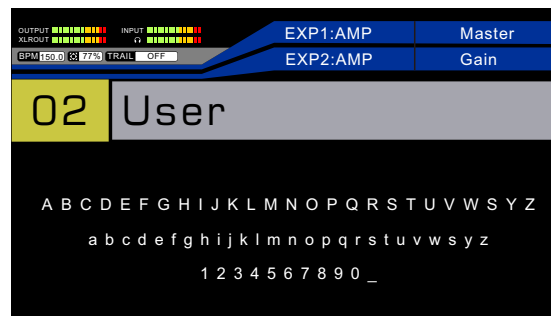 OUTPUT INPUT EXP1:AMP Master
XLROUT
BPM 150.0 77% TRAIL OFF EXP2:AMP Gain
02 User
A B C D E F G H I J K L M N O P Q R S T U V W S Y Z
a b c d e f g h i j k l m n o p q r s t u v w s y z
1 2 3 4 5 6 7 8 9 0 _